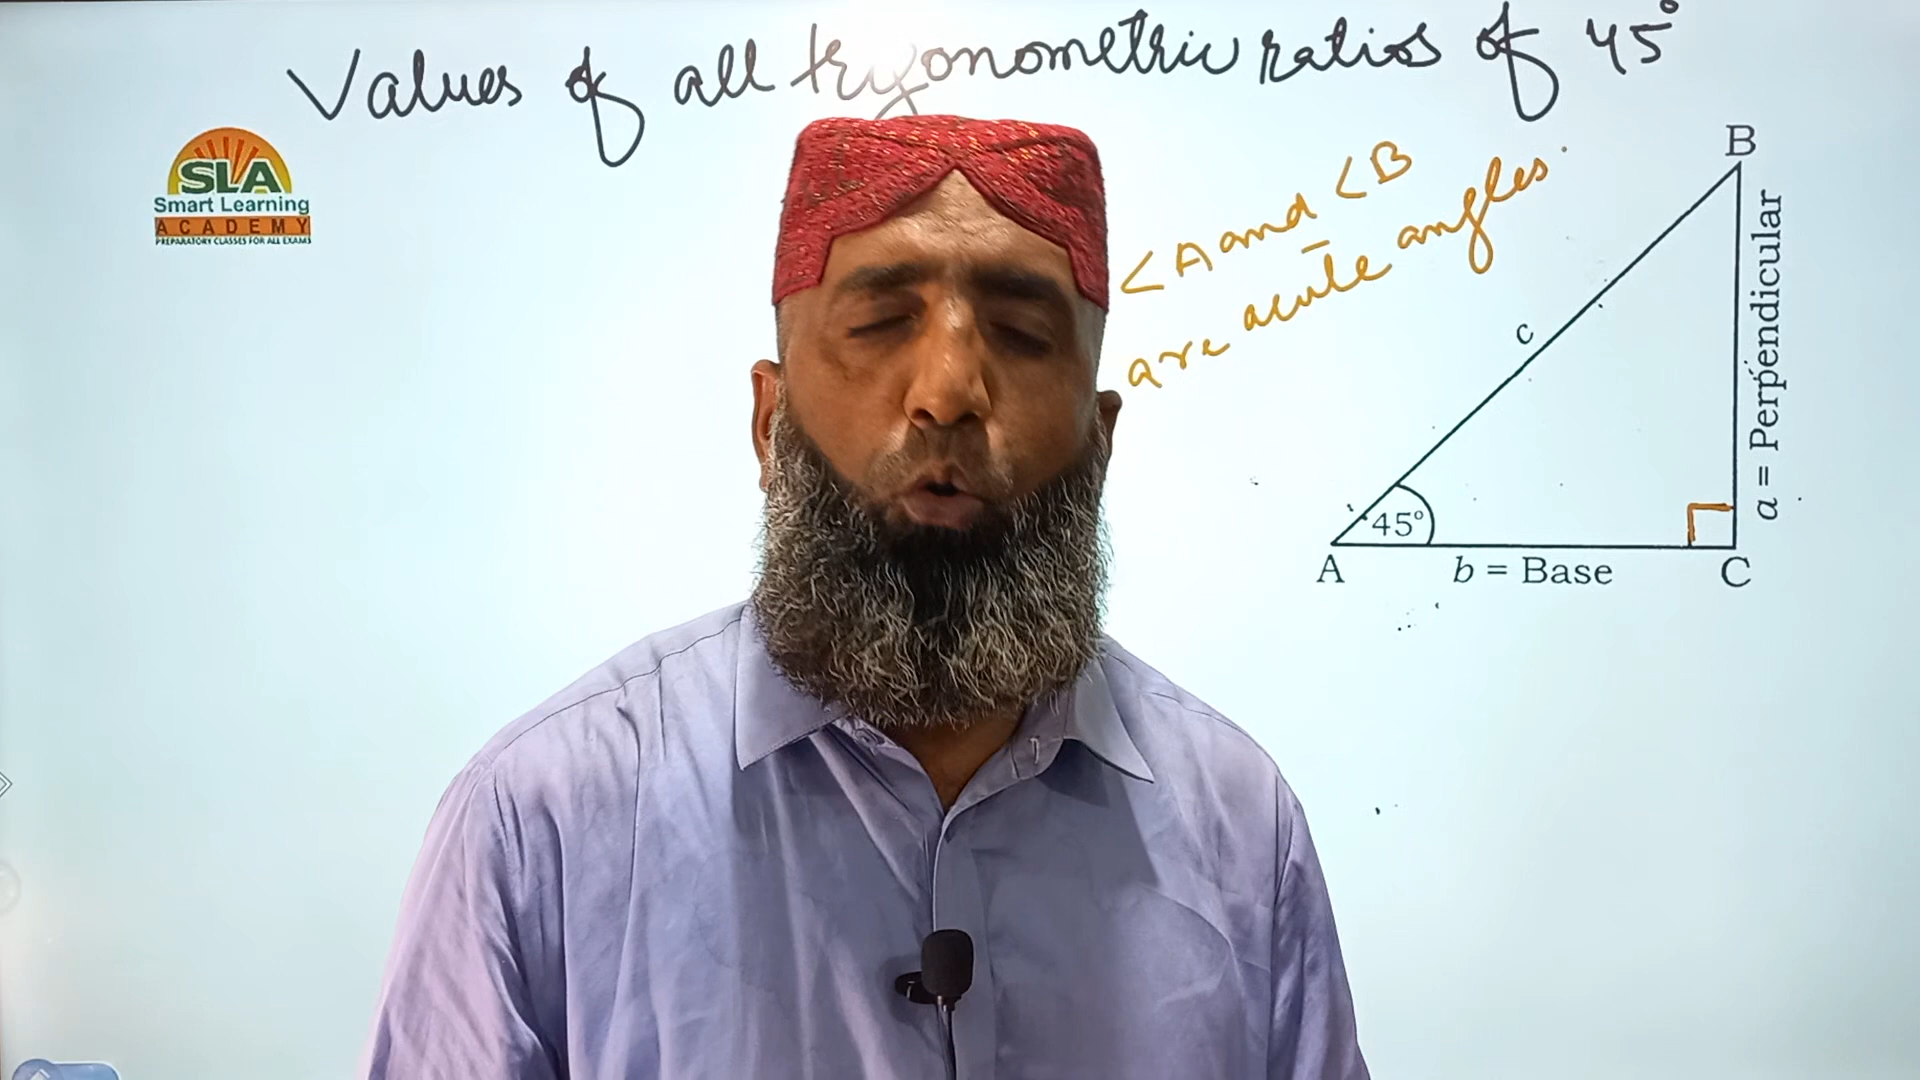 Values of all trigonometric ratios of 45°
SLA
Smart Learning
ACADEMY
PREPARATORY CLASSES FOR ALL EXAMS
<A and <B
are acute angles.
B
c
a = Perpendicular
45°
A
b = Base
C